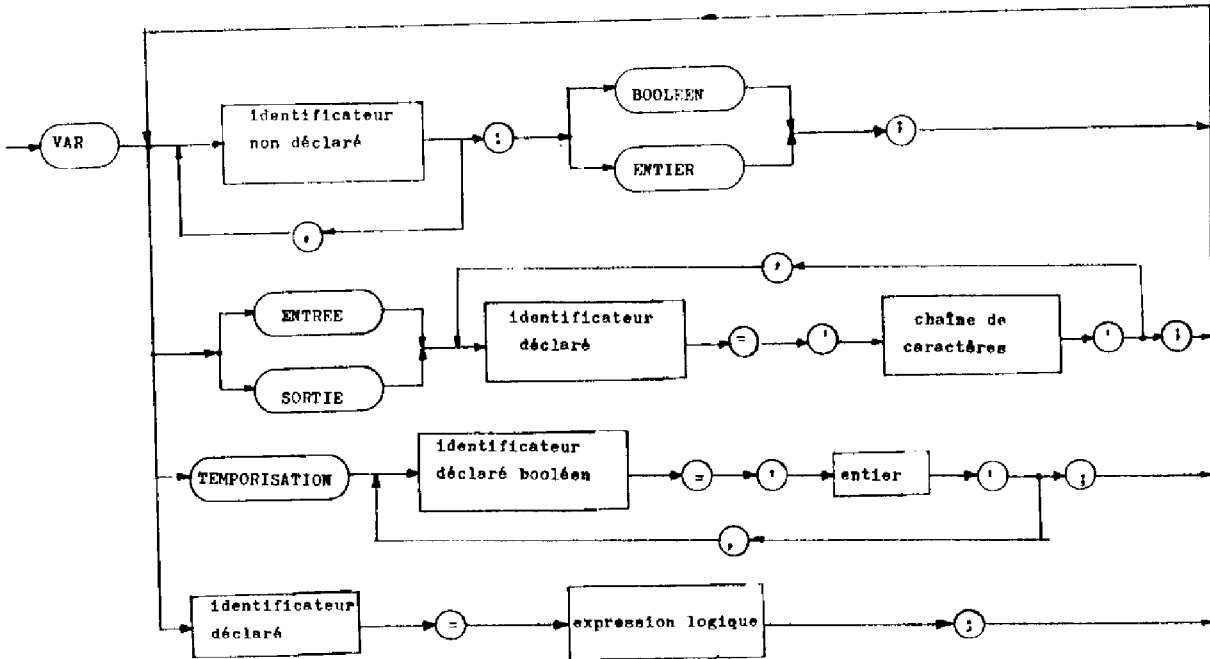 BOOLEEN
VAR
identificateur
non déclaré
:
;
ENTIER
,
,
ENTREE
SORTIE
identificateur
déclaré
=
'
chaîne de
caractères
'
;
TEMPORISATION
identificateur
déclaré booléen
=
'
entier
'
;
,
identificateur
déclaré
=
expression logique
;